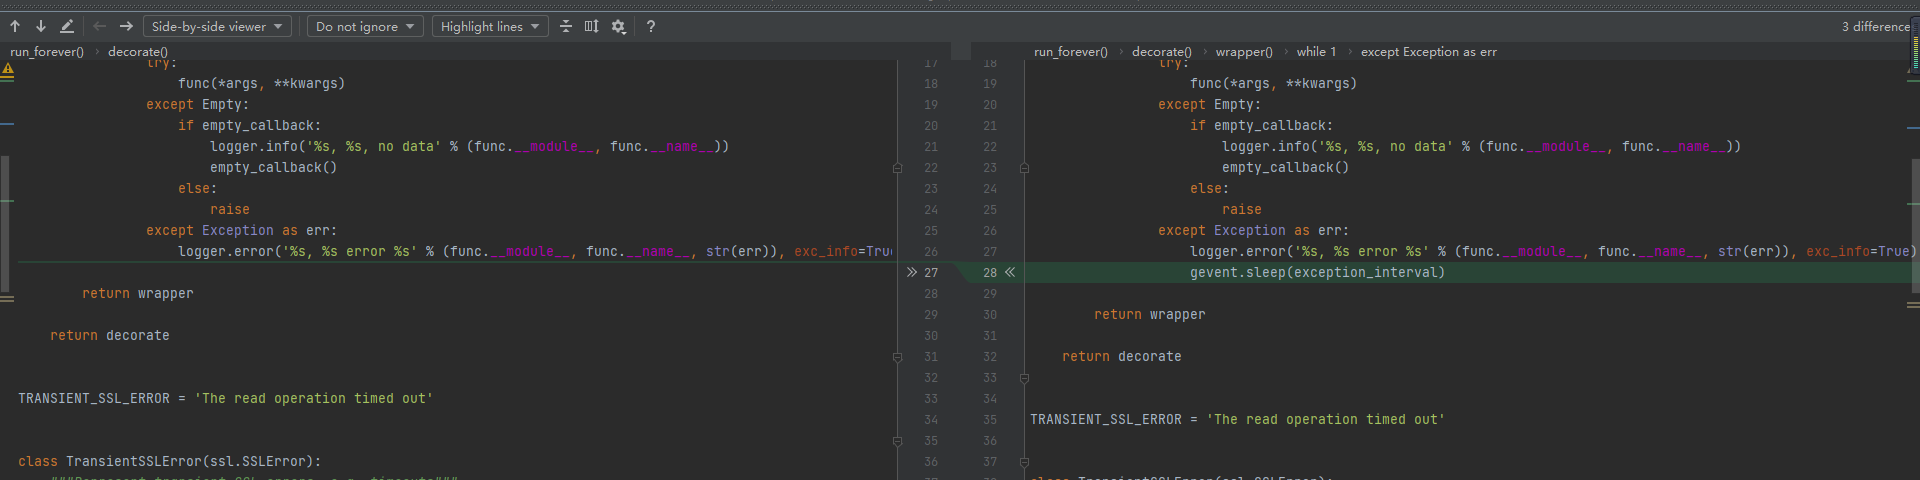 Side-by-side viewer Do not ignore Highlight lines ? 3 difference
run_forever() › decorate()
run_forever() › decorate() › wrapper() › while 1 › except Exception as err
17 try:
18 func(*args, **kwargs)
19 except Empty:
20 if empty_callback:
21 logger.info('%s, %s, no data' % (func.__module__, func.__name__))
22 empty_callback()
23 else:
24 raise
25 except Exception as err:
26 logger.error('%s, %s error %s' % (func.__module__, func.__name__, str(err)), exc_info=True
27
28 return wrapper
29
30 return decorate
31
32
33 TRANSIENT_SSL_ERROR = 'The read operation timed out'
34
35
36 class TransientSSLError(ssl.SSLError):
18 try:
19 func(*args, **kwargs)
20 except Empty:
21 if empty_callback:
22 logger.info('%s, %s, no data' % (func.__module__, func.__name__))
23 empty_callback()
24 else:
25 raise
26 except Exception as err:
27 logger.error('%s, %s error %s' % (func.__module__, func.__name__, str(err)), exc_info=True)
28 gevent.sleep(exception_interval)
29
30 return wrapper
31
32 return decorate
33
34
35 TRANSIENT_SSL_ERROR = 'The read operation timed out'
36
37